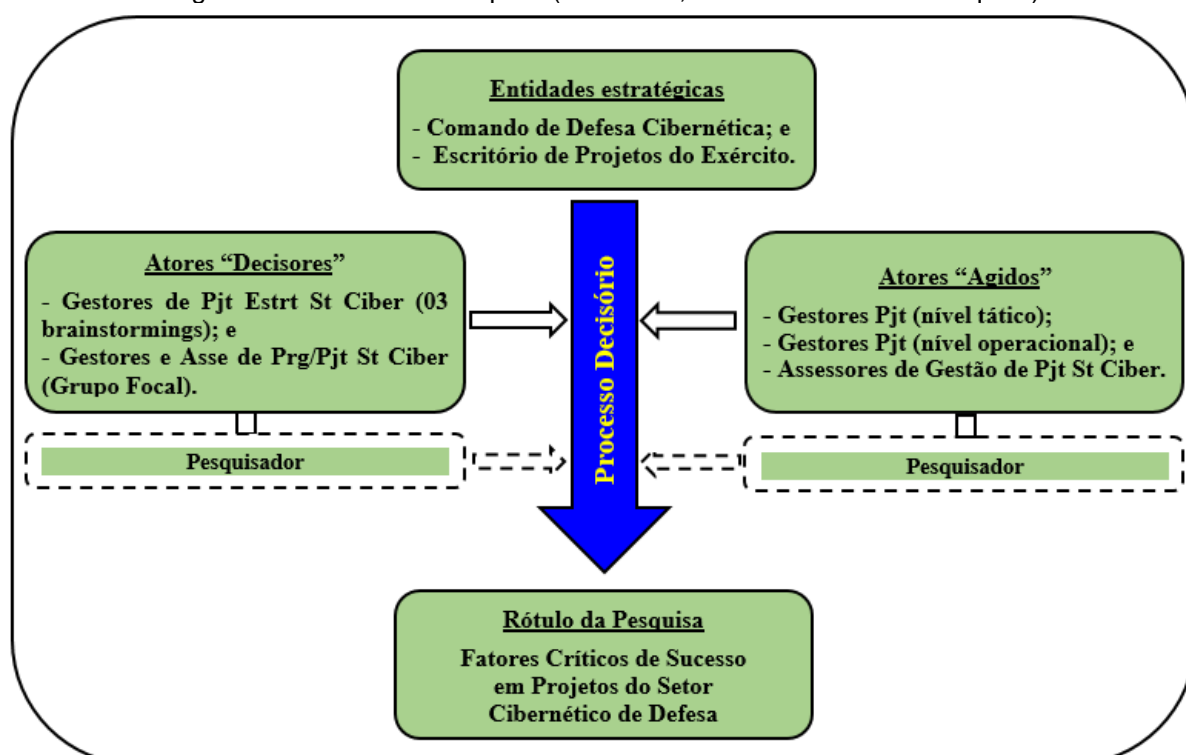 Entidades estratégicas
- Comando de Defesa Cibernética; e
- Escritório de Projetos do Exército.
Atores “Decisores”
- Gestores de Pjt Estrt St Ciber (03
brainstormings); e
- Gestores e Asse de Prg/Pjt St Ciber
(Grupo Focal).
Pesquisador
Processo Decisório
Atores “Agidos”
- Gestores Pjt (nível tático);
- Gestores Pjt (nível operacional); e
- Assessores de Gestão de Pjt St Ciber.
Pesquisador
Rótulo da Pesquisa
Fatores Críticos de Sucesso
em Projetos do Setor
Cibernético de Defesa